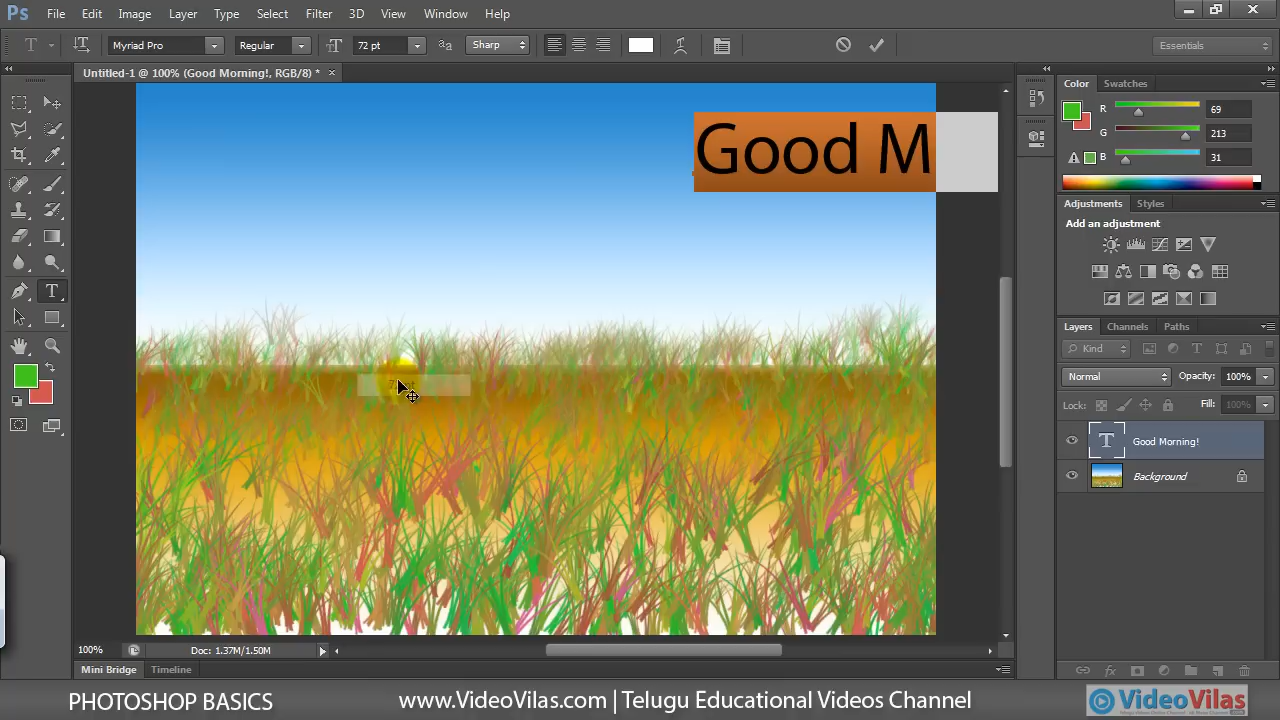 Ps File Edit Image Layer Type Select Filter 3D View Window Help
T Myriad Pro Regular 72 pt Sharp Essentials
Untitled-1 @ 100% (Good Morning!, RGB/8) *
Good M
72 pt
Color Swatches
R 69
G 213
B 31
Adjustments Styles
Add an adjustment
Layers Channels Paths
Kind
Normal Opacity: 100%
Lock: Fill: 100%
T Good Morning!
Background
100% Doc: 1.37M/1.50M
Mini Bridge Timeline
PHOTOSHOP BASICS www.VideoVilas.com | Telugu Educational Videos Channel VideoVilas